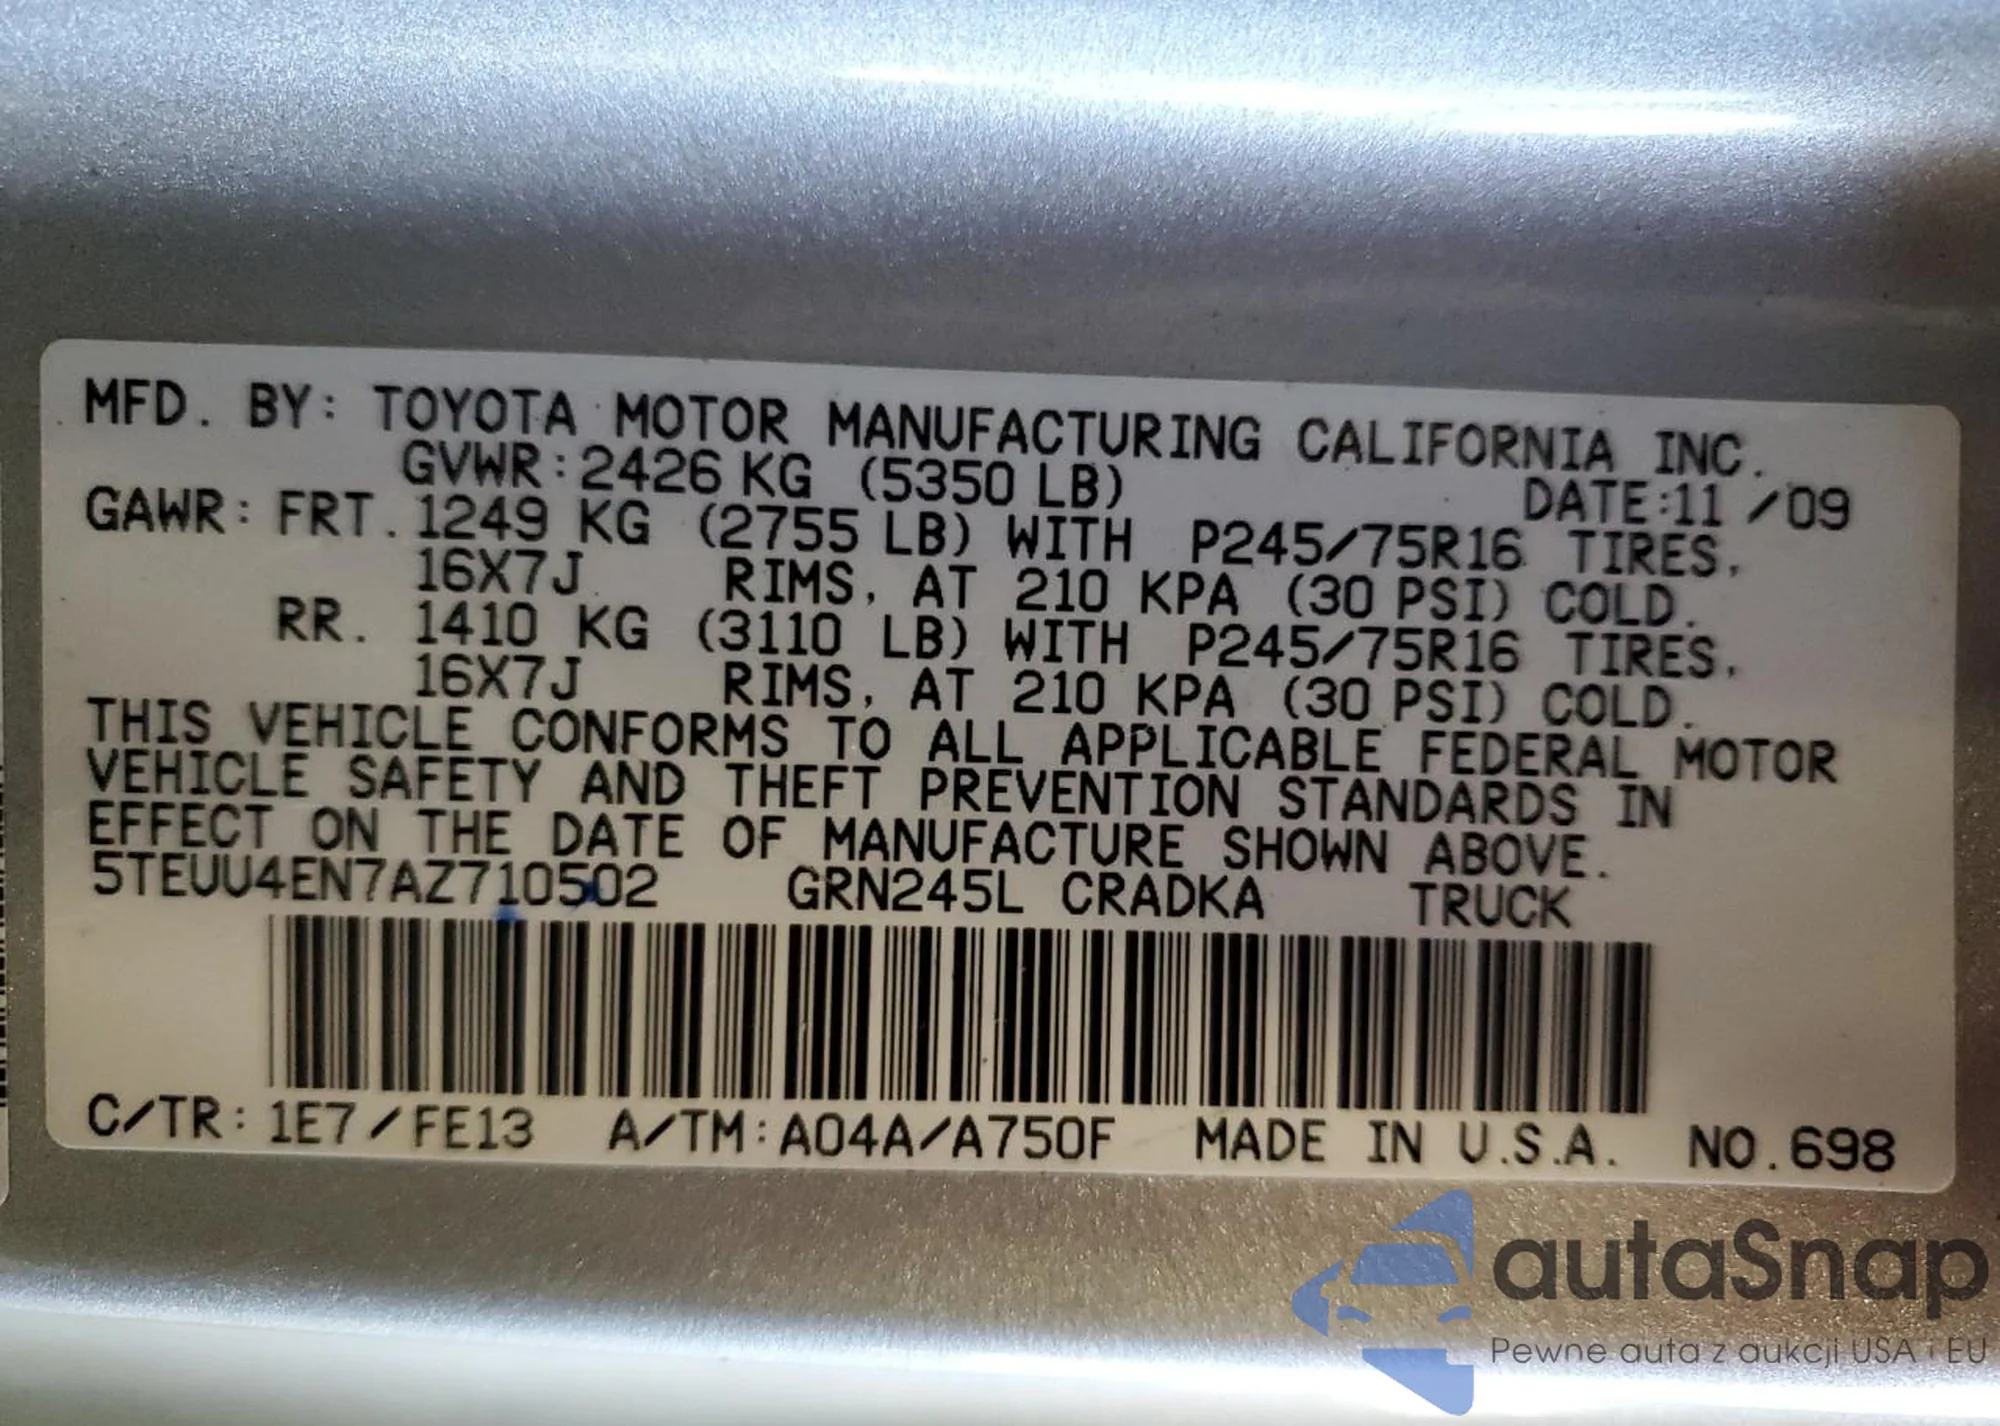 MFD. BY: TOYOTA MOTOR MANUFACTURING CALIFORNIA INC.
GVWR:2426 KG (5350 LB) DATE:11 /09
GAWR: FRT. 1249 KG (2755 LB) WITH P245/75R16 TIRES,
16X7J RIMS, AT 210 KPA (30 PSI) COLD.
RR. 1410 KG (3110 LB) WITH P245/75R16 TIRES,
16X7J RIMS, AT 210 KPA (30 PSI) COLD.
THIS VEHICLE CONFORMS TO ALL APPLICABLE FEDERAL MOTOR
VEHICLE SAFETY AND THEFT PREVENTION STANDARDS IN
EFFECT ON THE DATE OF MANUFACTURE SHOWN ABOVE.
5TEUU4EN7AZ710502 GRN245L CRADKA TRUCK
C/TR: 1E7/FE13 A/TM:A04A/A750F MADE IN U.S.A. NO.698
autaSnap
Pewne auta z aukcji USA i EU